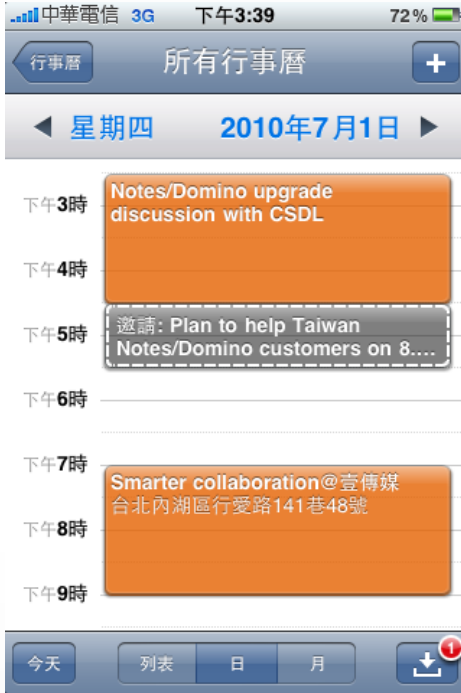 中華電信 3G 下午3:39 72%
行事曆 所有行事曆 +
星期四 2010年7月1日
下午3時
Notes/Domino upgrade
discussion with CSDL
下午4時
邀請: Plan to help Taiwan
下午5時
Notes/Domino customers on 8....
下午6時
下午7時
Smarter collaboration@壹傳媒
台北內湖區行愛路141巷48號
下午8時
下午9時
今天 列表 日 月 1